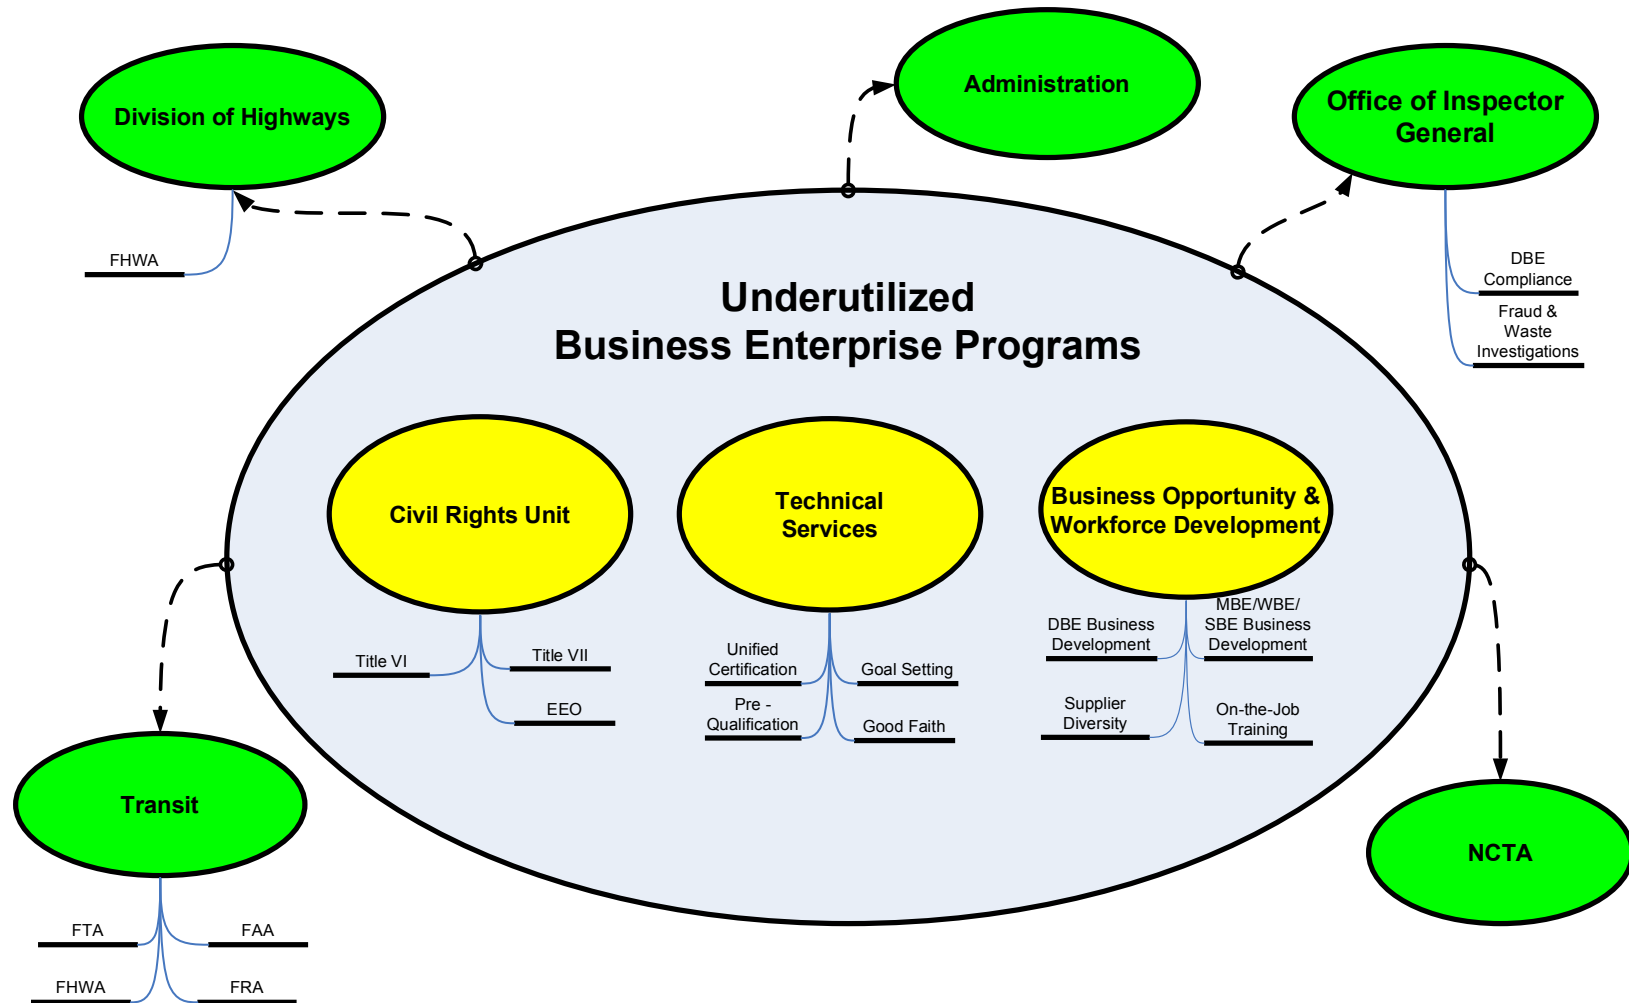 Administration
Office of Inspector
General
Division of Highways
FHWA
DBE
Compliance
Fraud &
Waste
Investigations
Underutilized
Business Enterprise Programs
Civil Rights Unit
Title VI
Title VII
EEO
Technical
Services
Unified
Certification
Goal Setting
Pre -
Qualification
Good Faith
Business Opportunity &
Workforce Development
DBE Business
Development
MBE/WBE/
SBE Business
Development
Supplier
Diversity
On-the-Job
Training
Transit
FTA
FAA
FHWA
FRA
NCTA